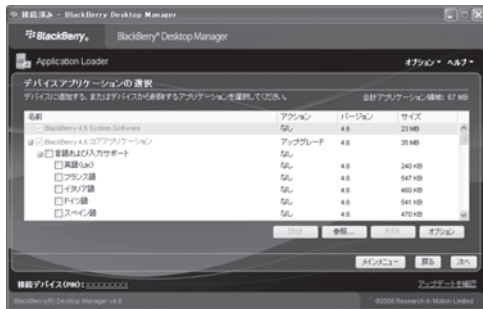 接続済み - BlackBerry Desktop Manager
BlackBerry® BlackBerry® Desktop Manager
Application Loader オプション ヘルプ
デバイスアプリケーションの選択
デバイスに追加する、またはデバイスから削除するアプリケーションを選択してください。 合計アプリケーション領域: 67 MB
名前 アクション バージョン サイズ
BlackBerry 4.6 System Software なし 4.6 23 MB
BlackBerry 4.6 コアアプリケーション アップグレード 4.6 35 MB
言語および入力サポート なし
英語(UK) なし 4.6 240 KB
フランス語 なし 4.6 547 KB
イタリア語 なし 4.6 460 KB
ドイツ語 なし 4.6 541 KB
スペイン語 なし 4.6 470 KB
詳細 参照... 削除 オプション
メインメニュー 戻る 次へ
接続デバイス(PIN): XXXXXXXX アップデートを確認
BlackBerry(R) Desktop Manager v4.6 ©2008 Research In Motion Limited